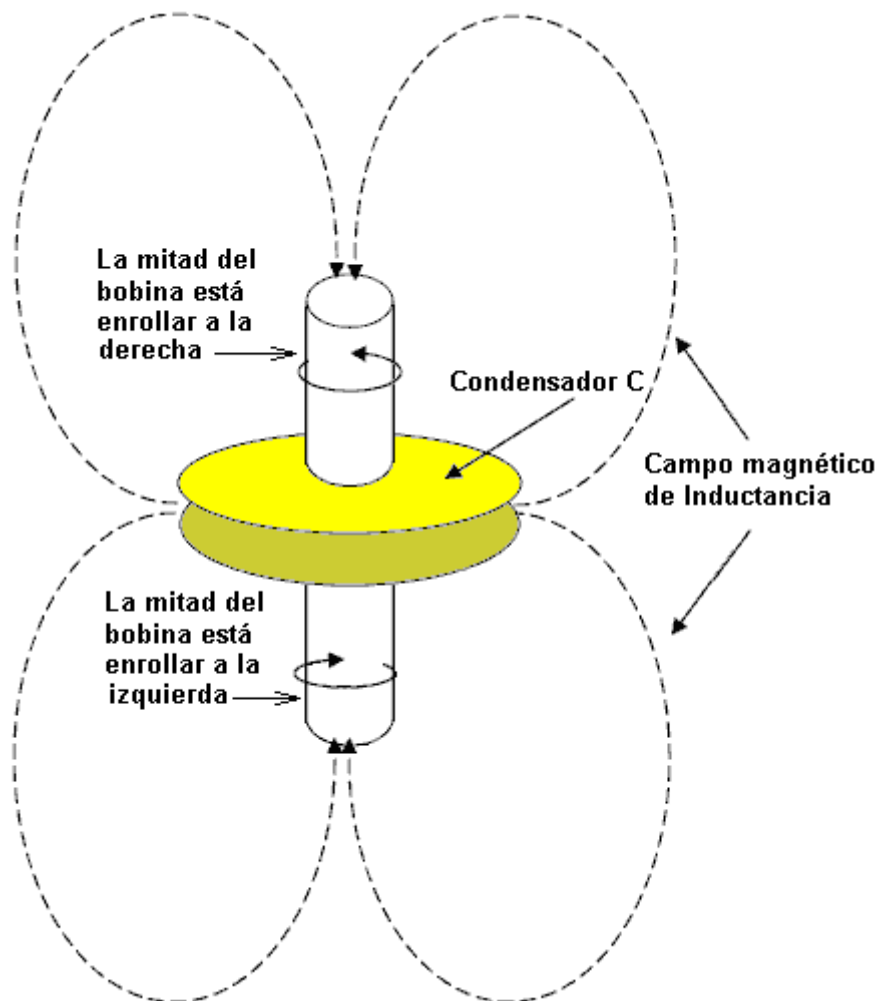 La mitad del
bobina está
enrollar a la
derecha
Condensador C
Campo magnético
de Inductancia
La mitad del
bobina está
enrollar a la
izquierda